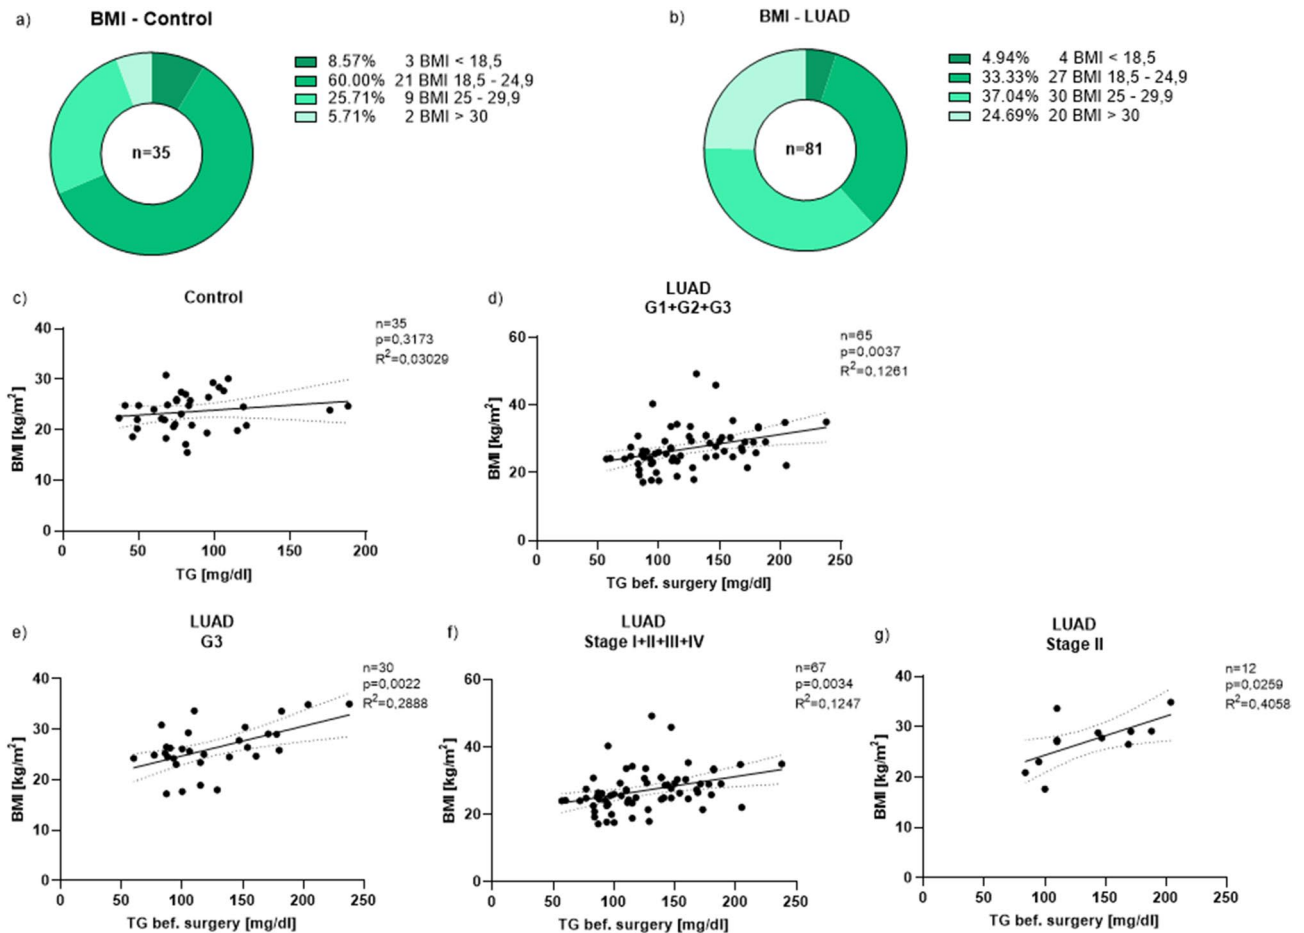 a)
BMI - Control
n=35
8.57% 3 BMI < 18,5
60.00% 21 BMI 18,5 - 24,9
25.71% 9 BMI 25 - 29,9
5.71% 2 BMI > 30
b)
BMI - LUAD
n=81
4.94% 4 BMI < 18,5
33.33% 27 BMI 18,5 - 24,9
37.04% 30 BMI 25 - 29,9
24.69% 20 BMI > 30
c)
Control
n=35
p=0,3173
R²=0,03029
BMI [kg/m²]
40
30
20
10
0
0 50 100 150 200
TG [mg/dl]
d)
LUAD
G1+G2+G3
n=65
p=0,0037
R²=0,1261
BMI [kg/m²]
60
40
20
0
0 50 100 150 200 250
TG bef. surgery [mg/dl]
e)
LUAD
G3
n=30
p=0,0022
R²=0,2888
BMI [kg/m²]
40
30
20
10
0
0 50 100 150 200 250
TG bef. surgery [mg/dl]
f)
LUAD
Stage I+II+III+IV
n=67
p=0,0034
R²=0,1247
BMI [kg/m²]
60
40
20
0
0 50 100 150 200 250
TG bef. surgery [mg/dl]
g)
LUAD
Stage II
n=12
p=0,0259
R²=0,4058
BMI [kg/m²]
40
30
20
10
0
0 50 100 150 200 250
TG bef. surgery [mg/dl]